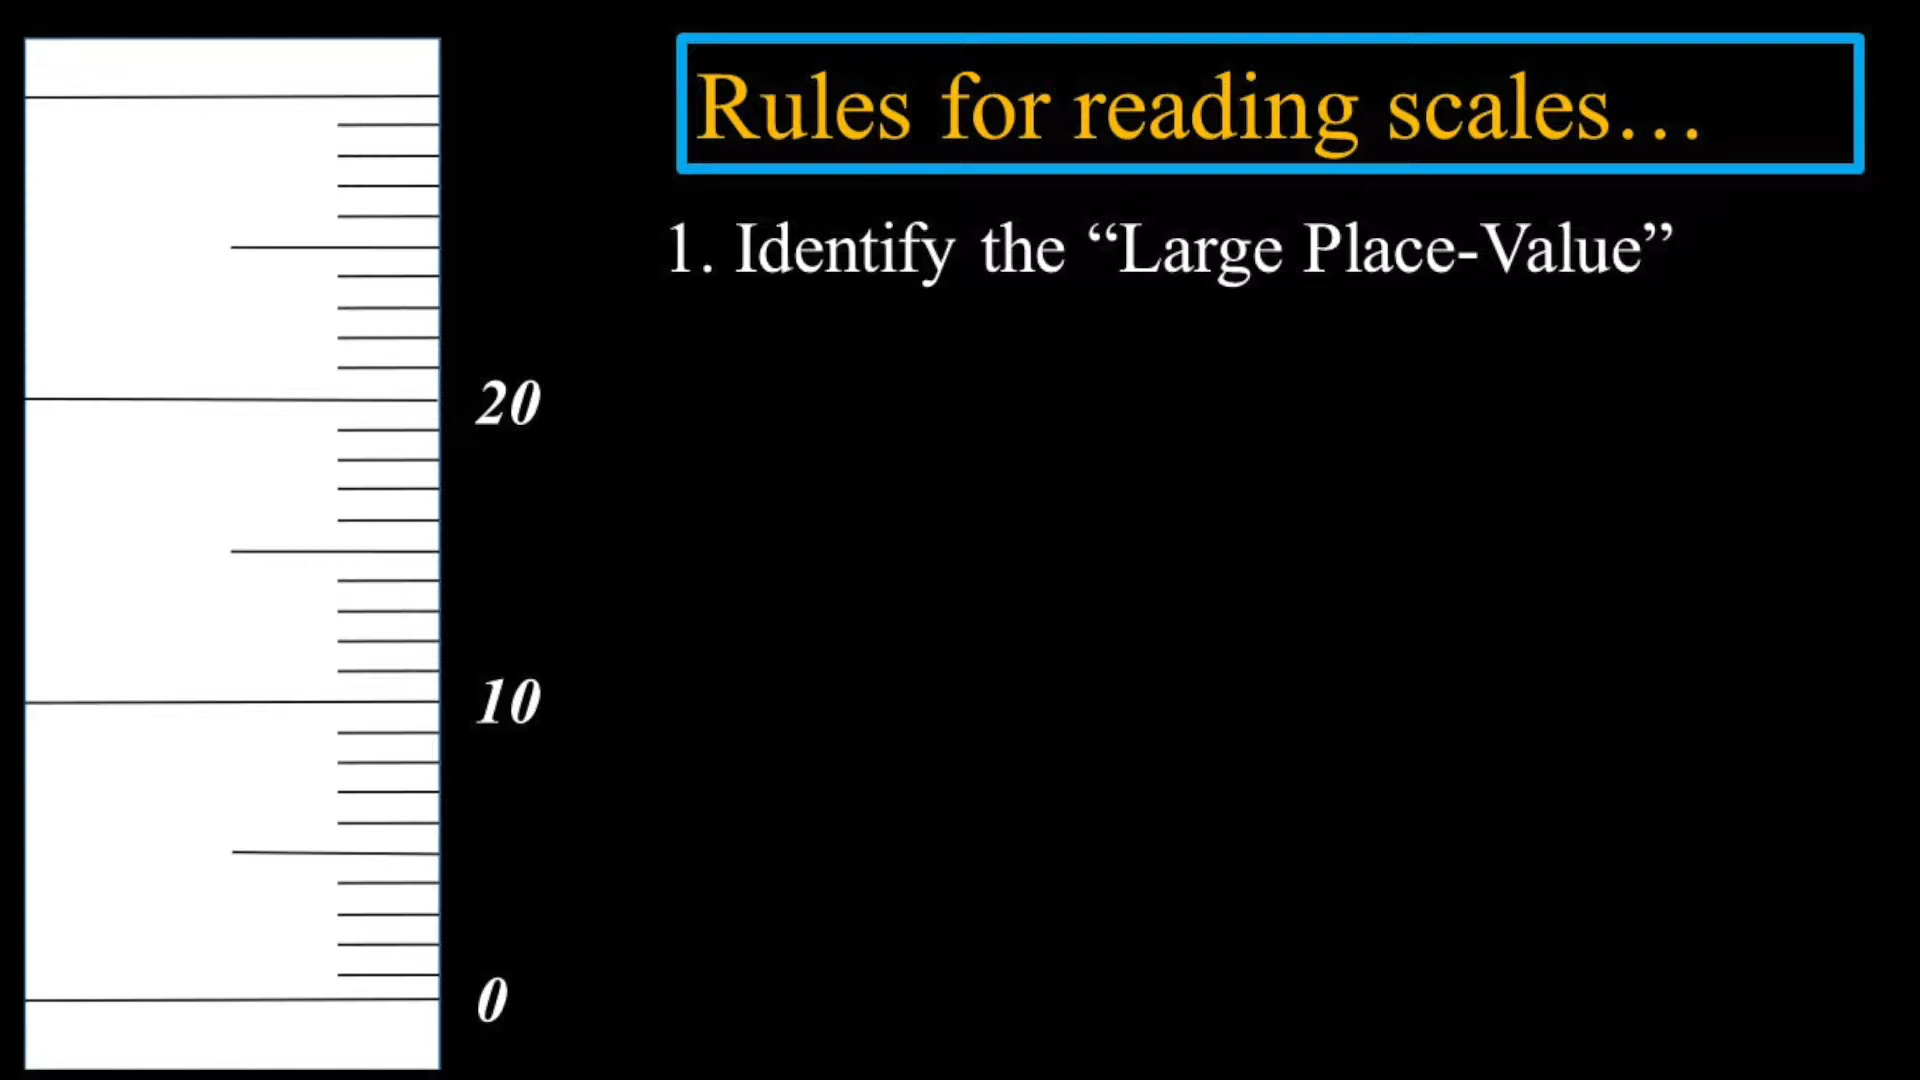 Rules for reading scales…
1. Identify the “Large Place-Value”
20
10
0